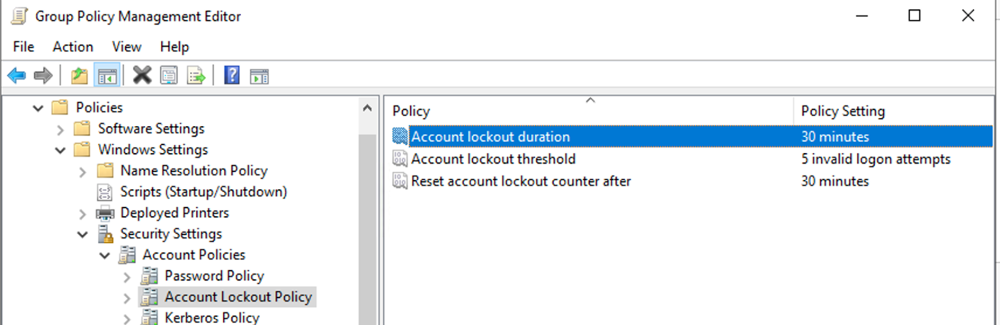 Group Policy Management Editor
File Action View Help
Policies
Software Settings
Windows Settings
Name Resolution Policy
Scripts (Startup/Shutdown)
Deployed Printers
Security Settings
Account Policies
Password Policy
Account Lockout Policy
Kerberos Policy
Policy Policy Setting
Account lockout duration 30 minutes
Account lockout threshold 5 invalid logon attempts
Reset account lockout counter after 30 minutes